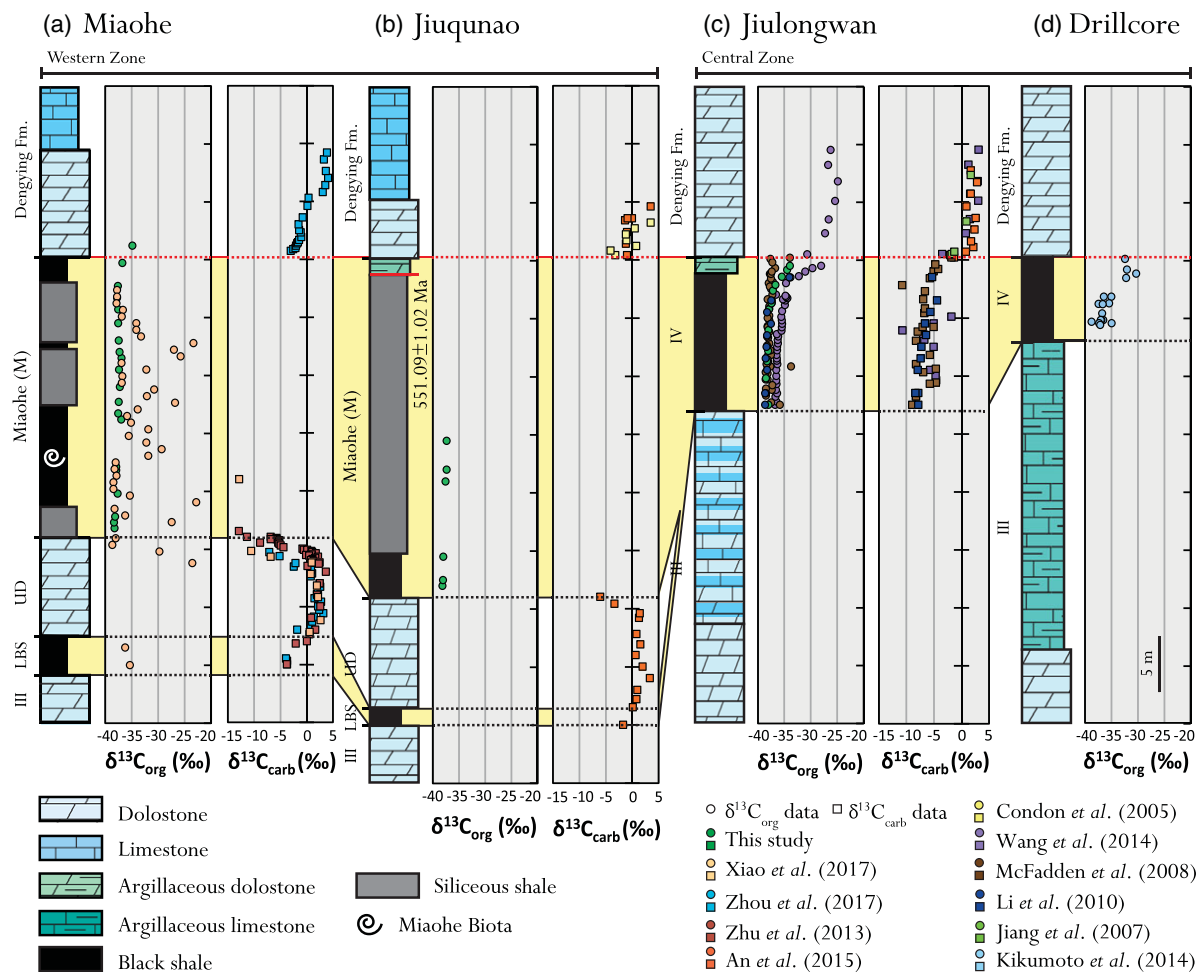 (a) Miaohe
(b) Jiuqunao
(c) Jiulongwan
(d) Drillcore
Western Zone
Central Zone
Dengying Fm.
Miaohe (M)
UD
LBS
III
Dengying Fm.
Miaohe (M)
551.09±1.02 Ma
UD
LBS
III
Dengying Fm.
IV
III
Dengying Fm.
IV
III
5 m
-40 -35 -30 -25 -20
-15 -10 -5 0 5
-40 -35 -30 -25 -20
-15 -10 -5 0 5
-40 -35 -30 -25 -20
-15 -10 -5 0 5
-40 -35 -30 -25 -20
δ¹³Corg (‰)
δ¹³Ccarb (‰)
δ¹³Corg (‰)
δ¹³Ccarb (‰)
δ¹³Corg (‰)
δ¹³Ccarb (‰)
δ¹³Corg (‰)
Dolostone
Limestone
Argillaceous dolostone
Argillaceous limestone
Black shale
Siliceous shale
Miaohe Biota
δ¹³Corg data
δ¹³Ccarb data
This study
Xiao et al. (2017)
Zhou et al. (2017)
Zhu et al. (2013)
An et al. (2015)
Condon et al. (2005)
Wang et al. (2014)
McFadden et al. (2008)
Li et al. (2010)
Jiang et al. (2007)
Kikumoto et al. (2014)